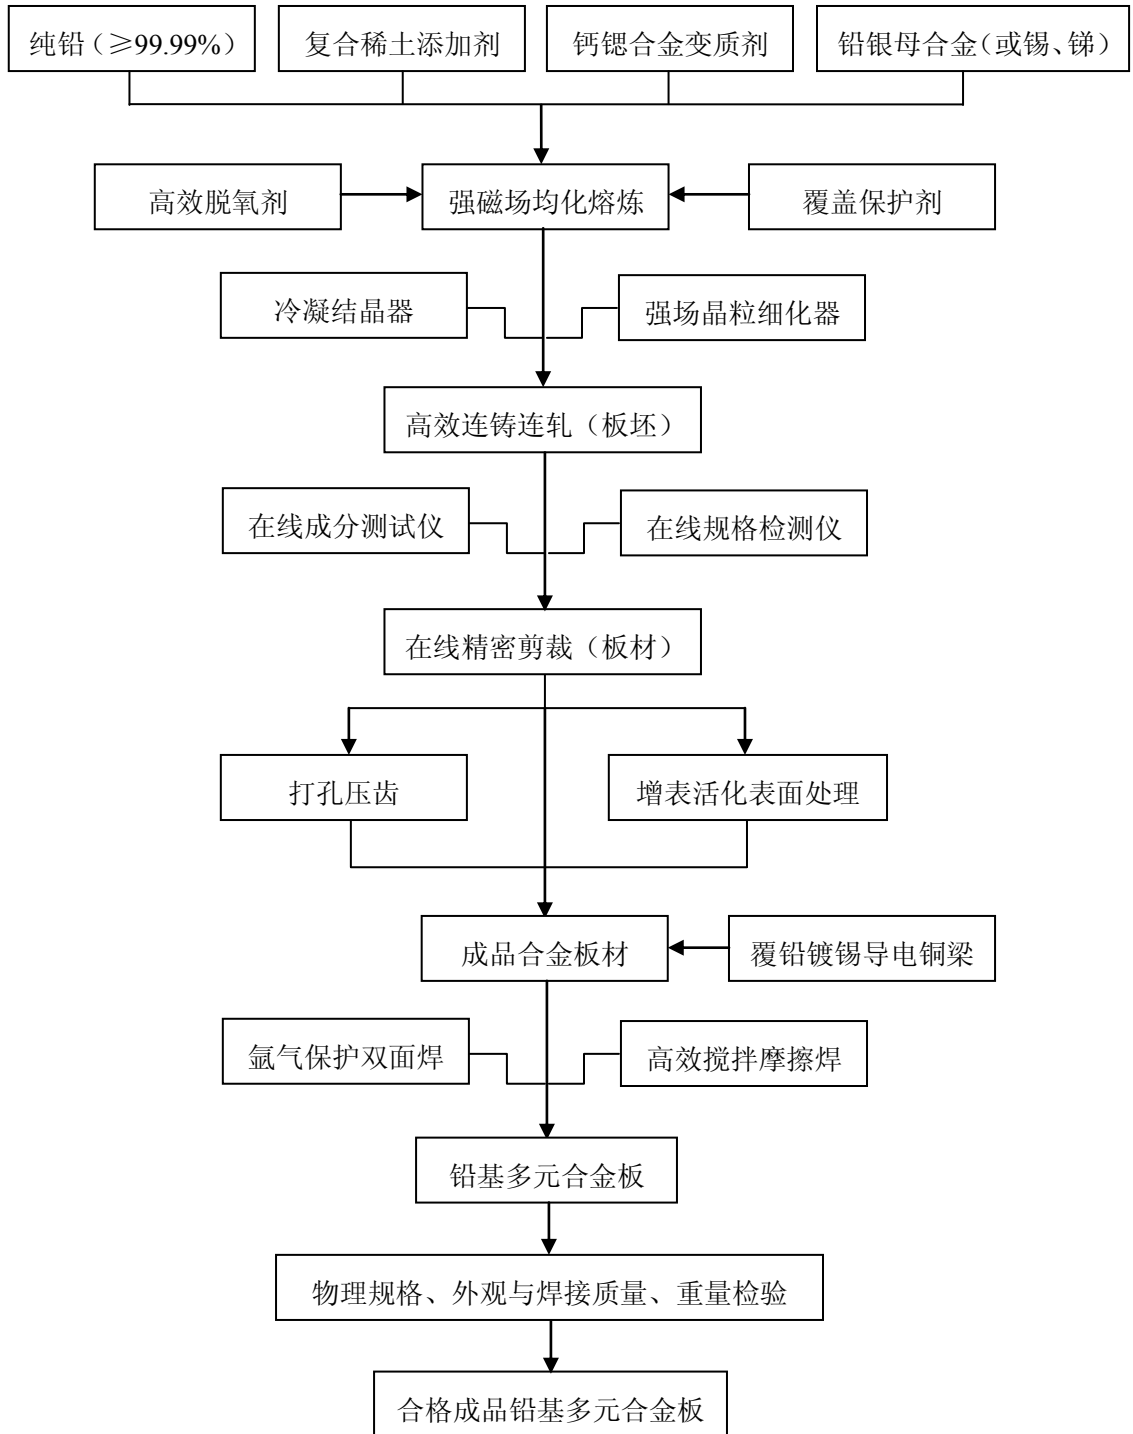 纯铅（≥99.99%）
复合稀土添加剂
钙锶合金变质剂
铅银母合金（或锡、锑）
高效脱氧剂
强磁场均化熔炼
覆盖保护剂
冷凝结晶器
强场晶粒细化器
高效连铸连轧（板坯）
在线成分测试仪
在线规格检测仪
在线精密剪裁（板材）
打孔压齿
增表活化表面处理
成品合金板材
覆铅镀锡导电铜梁
氩气保护双面焊
高效搅拌摩擦焊
铅基多元合金板
物理规格、外观与焊接质量、重量检验
合格成品铅基多元合金板